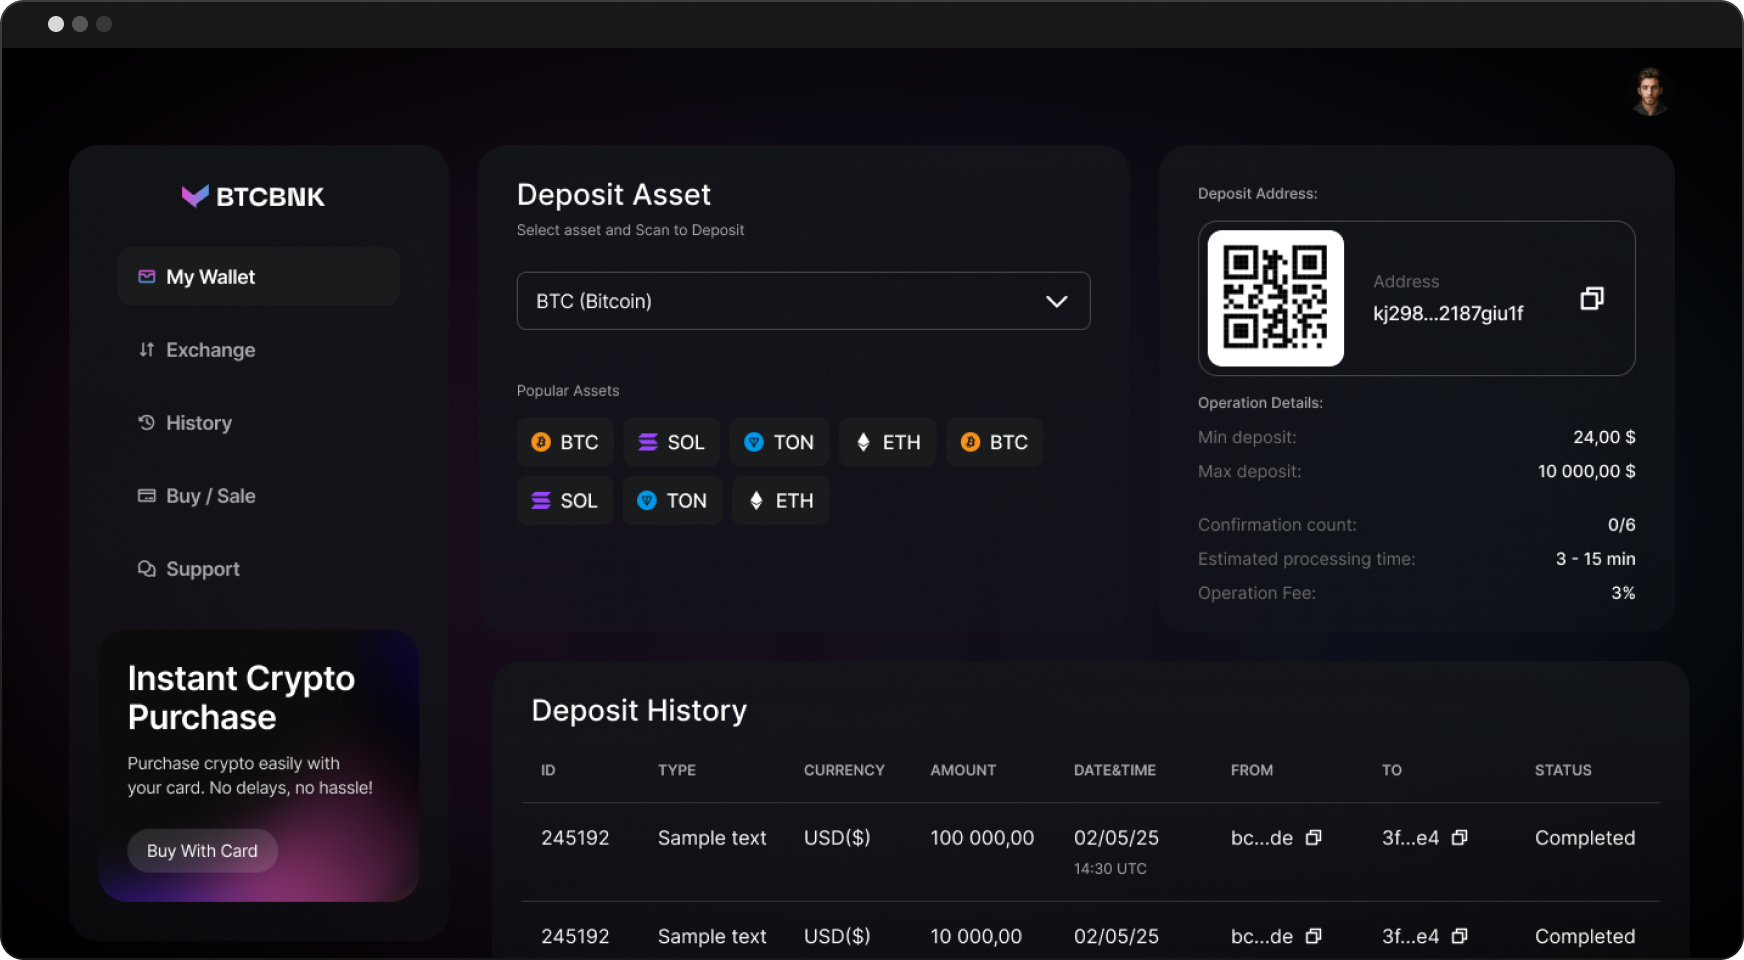 BTCBNK
My Wallet
Exchange
History
Buy / Sale
Support
Instant Crypto
Purchase
Purchase crypto easily with
your card. No delays, no hassle!
Buy With Card
Deposit Asset
Select asset and Scan to Deposit
BTC (Bitcoin)
Popular Assets
BTC SOL TON ETH BTC
SOL TON ETH
Deposit Address:
Address
kj298...2187giu1f
Operation Details:
Min deposit: 24,00 $
Max deposit: 10 000,00 $
Confirmation count: 0/6
Estimated processing time: 3 - 15 min
Operation Fee: 3%
Deposit History
ID TYPE CURRENCY AMOUNT DATE&TIME FROM TO STATUS
245192 Sample text USD($) 100 000,00 02/05/25 bc...de 3f...e4 Completed
14:30 UTC
245192 Sample text USD($) 10 000,00 02/05/25 bc...de 3f...e4 Completed